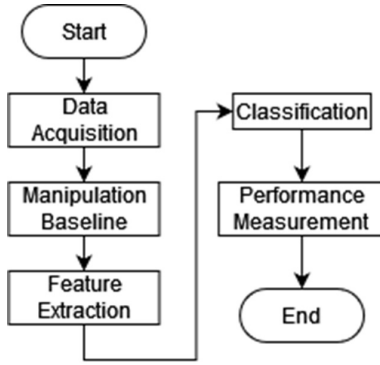 Start
Data
Acquisition
Manipulation
Baseline
Feature
Extraction
Classification
Performance
Measurement
End